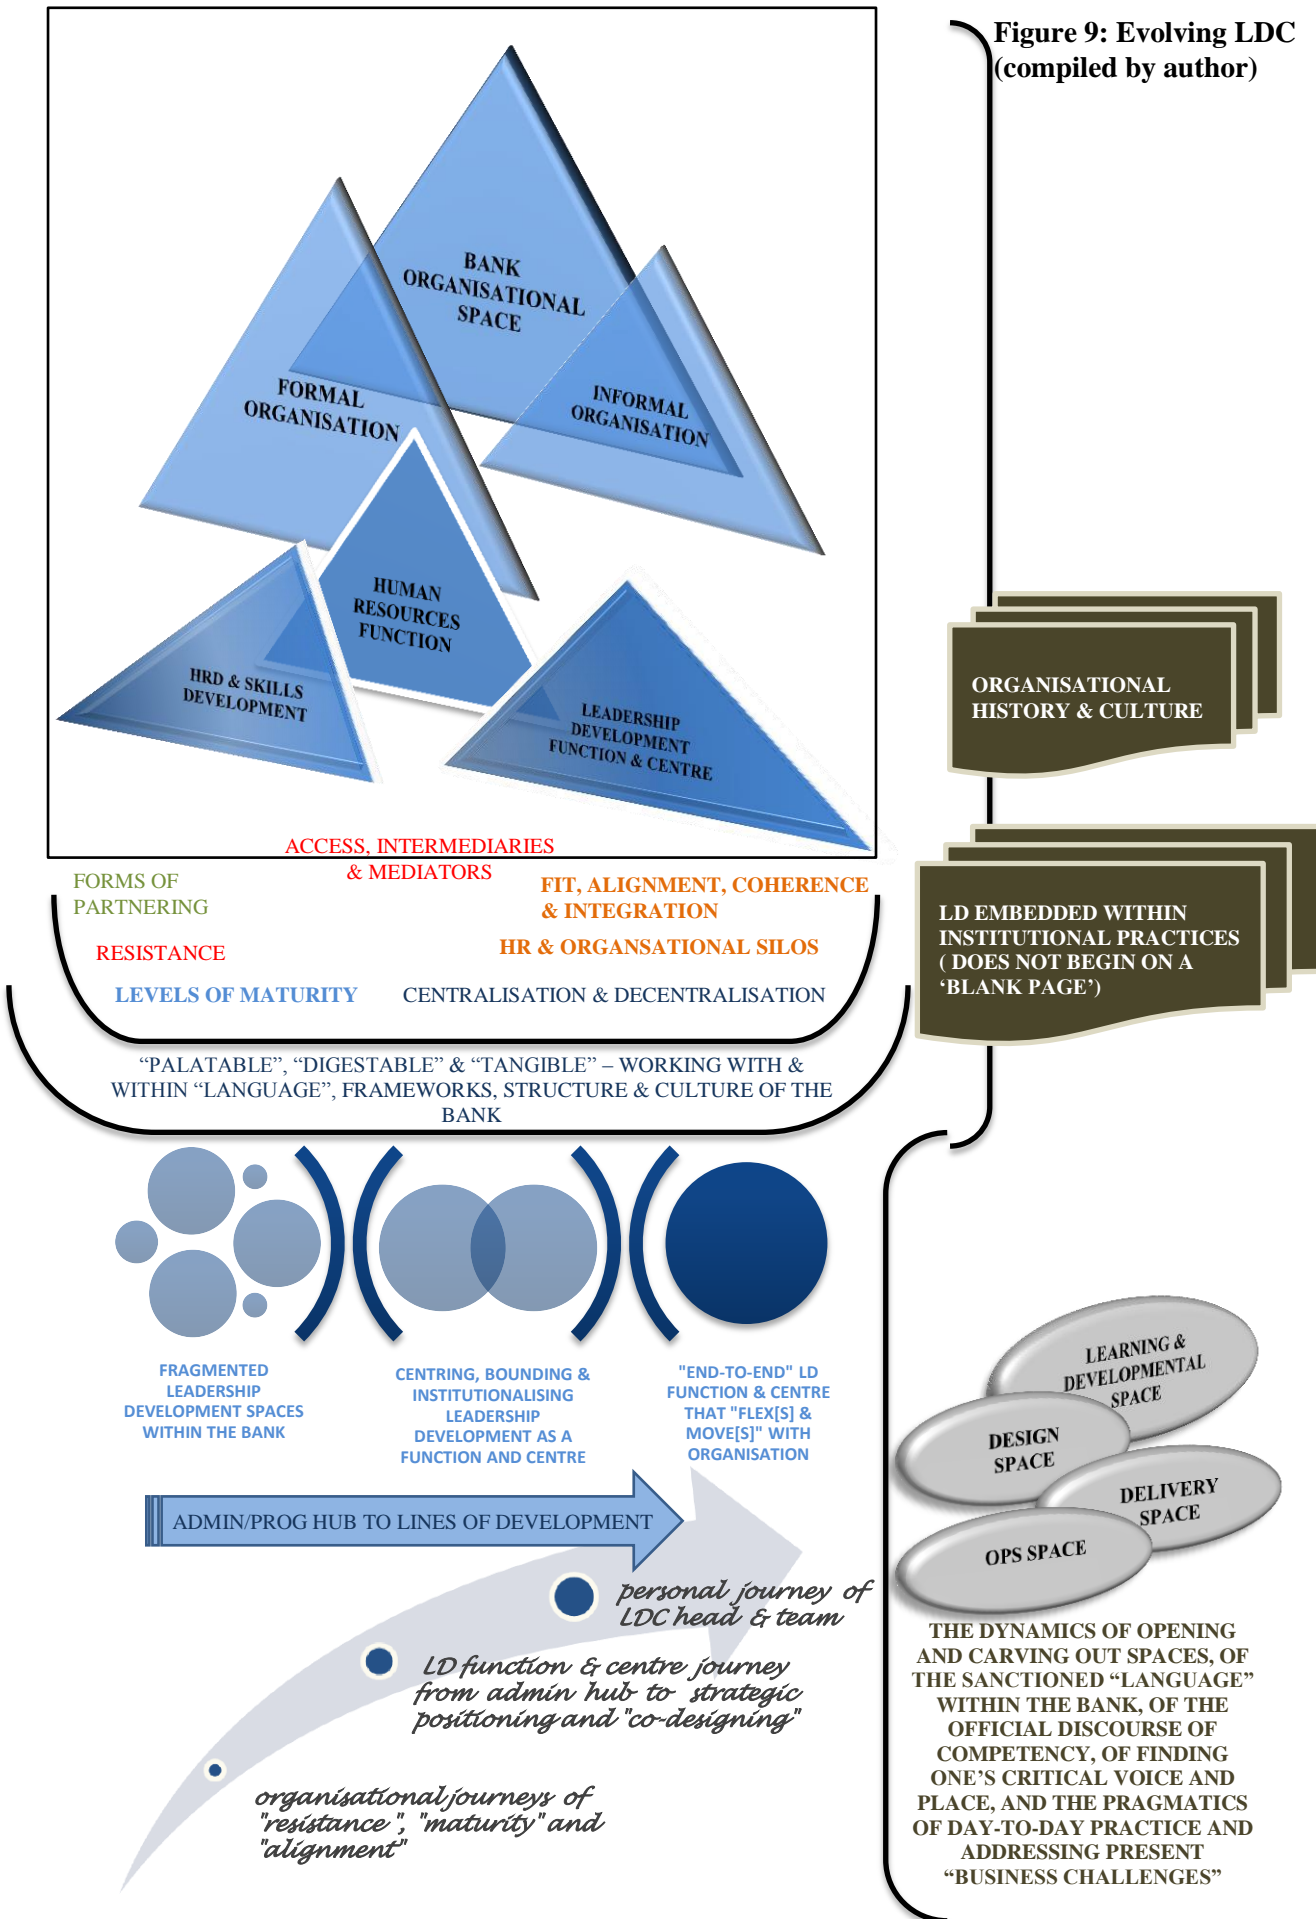 Figure 9: Evolving LDC
(compiled by author)
BANK
ORGANISATIONAL
SPACE
FORMAL
ORGANISATION
INFORMAL
ORGANISATION
HUMAN
RESOURCES
FUNCTION
HRD & SKILLS
DEVELOPMENT
LEADERSHIP
DEVELOPMENT
FUNCTION & CENTRE
ORGANISATIONAL
HISTORY & CULTURE
ACCESS, INTERMEDIARIES
& MEDIATORS
FORMS OF
PARTNERING
FIT, ALIGNMENT, COHERENCE
& INTEGRATION
RESISTANCE
HR & ORGANSATIONAL SILOS
LEVELS OF MATURITY
CENTRALISATION & DECENTRALISATION
LD EMBEDDED WITHIN
INSTITUTIONAL PRACTICES
( DOES NOT BEGIN ON A
‘BLANK PAGE’)
“PALATABLE”, “DIGESTABLE” & “TANGIBLE” – WORKING WITH &
WITHIN “LANGUAGE”, FRAMEWORKS, STRUCTURE & CULTURE OF THE
BANK
FRAGMENTED
LEADERSHIP
DEVELOPMENT SPACES
WITHIN THE BANK
CENTRING, BOUNDING &
INSTITUTIONALISING
LEADERSHIP
DEVELOPMENT AS A
FUNCTION AND CENTRE
"END-TO-END" LD
FUNCTION & CENTRE
THAT "FLEX[S] &
MOVE[S]" WITH
ORGANISATION
ADMIN/PROG HUB TO LINES OF DEVELOPMENT
personal journey of
LDC head & team
LD function & centre journey
from admin hub to strategic
positioning and "co-designing"
organisational journeys of
"resistance ", "maturity" and
"alignment"
LEARNING &
DEVELOPMENTAL
SPACE
DESIGN
SPACE
DELIVERY
SPACE
OPS SPACE
THE DYNAMICS OF OPENING
AND CARVING OUT SPACES, OF
THE SANCTIONED “LANGUAGE”
WITHIN THE BANK, OF THE
OFFICIAL DISCOURSE OF
COMPETENCY, OF FINDING
ONE’S CRITICAL VOICE AND
PLACE, AND THE PRAGMATICS
OF DAY-TO-DAY PRACTICE AND
ADDRESSING PRESENT
“BUSINESS CHALLENGES”